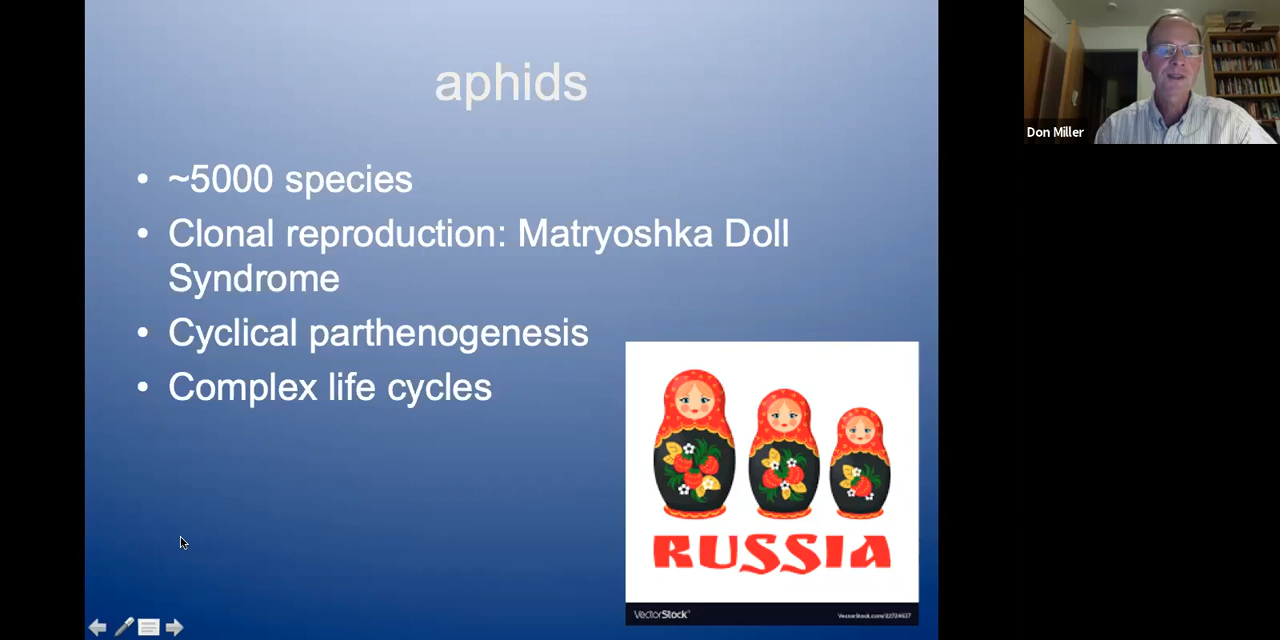 aphids
• ~5000 species
• Clonal reproduction: Matryoshka Doll
Syndrome
• Cyclical parthenogenesis
• Complex life cycles
RUSSIA
VectorStock®
VectorStock.com/22724637
Don Miller